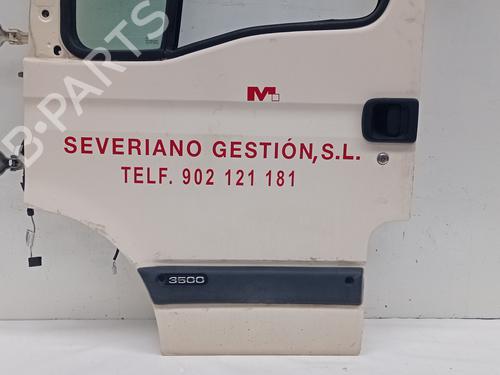 B-PARTS
M
SEVERIANO GESTIÓN, S.L.
TELF. 902 121 181
3500